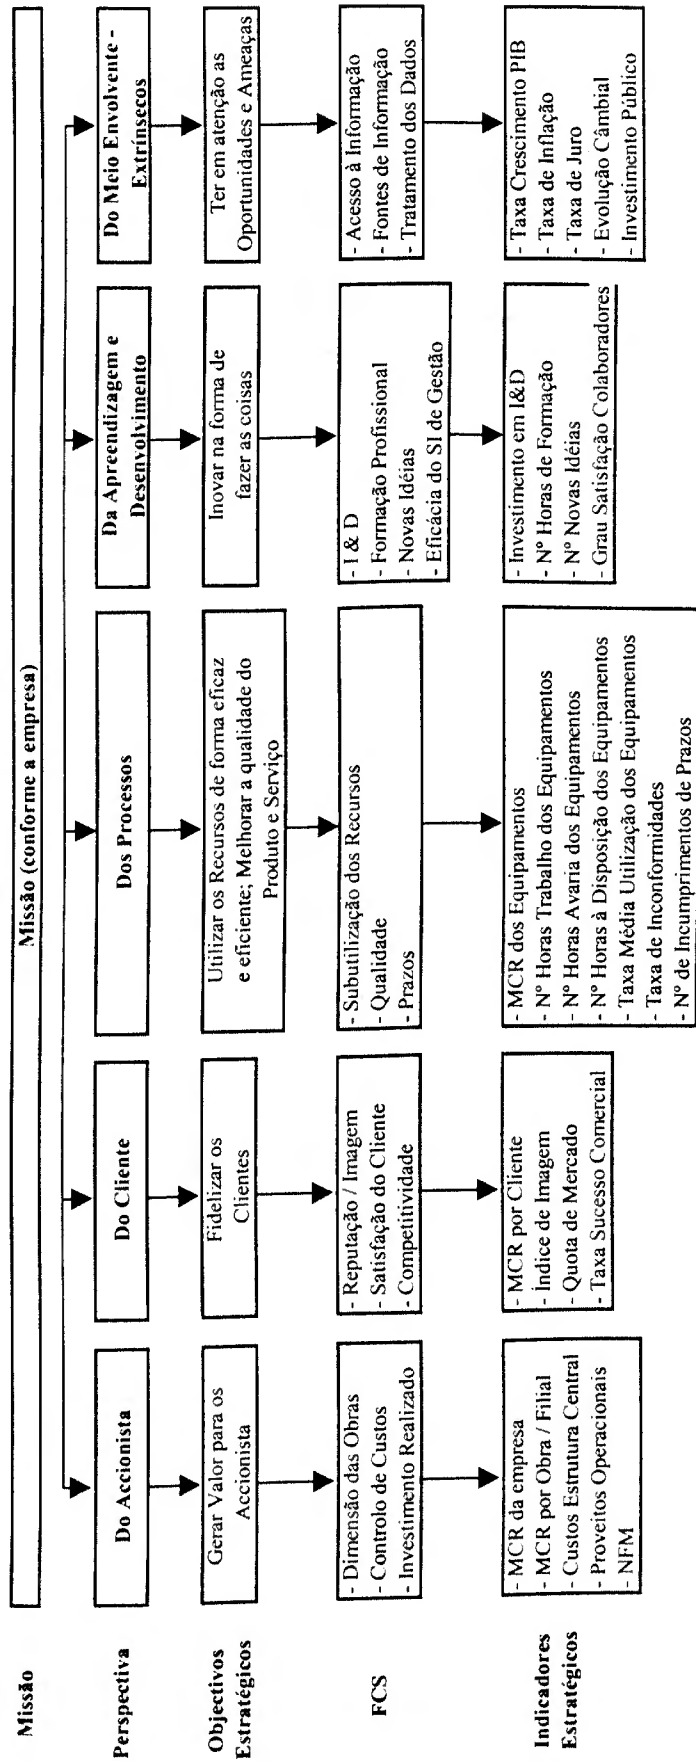 Missão
Missão (conforme a empresa)
Perspectiva
Do Accionista
Do Cliente
Dos Processos
Da Apreendizagem e
Desenvolvimento
Do Meio Envolvente -
Extrínsecos
Objectivos
Estratégicos
Gerar Valor para os
Accionista
Fidelizar os
Clientes
Utilizar os Recursos de forma eficaz
e eficiente; Melhorar a qualidade do
Produto e Serviço
Inovar na forma de
fazer as coisas
Ter em atenção as
Oportunidades e Ameaças
FCS
- Dimensão das Obras
- Controlo de Custos
- Investimento Realizado
- Reputação / Imagem
- Satisfação do Cliente
- Competitividade
- Subutilização dos Recursos
- Qualidade
- Prazos
- I & D
- Formação Profissional
- Novas Idéias
- Eficácia do SI de Gestão
- Acesso à Informação
- Fontes de Informação
- Tratamento dos Dados
Indicadores
Estratégicos
- MCR da empresa
- MCR por Obra / Filial
- Custos Estrutura Central
- Proveitos Operacionais
- NFM
- MCR por Cliente
- Índice de Imagem
- Quota de Mercado
- Taxa Sucesso Comercial
- MCR dos Equipamentos
- Nº Horas Trabalho dos Equipamentos
- Nº Horas Avaria dos Equipamentos
- Nº Horas à Disposição dos Equipamentos
- Taxa Média Utilização dos Equipamentos
- Taxa de Inconformidades
- Nº de Incumprimentos de Prazos
- Investimento em I&D
- Nº Horas de Formação
- Nº Novas Idéias
- Grau Satisfação Colaboradores
- Taxa Crescimento PIB
- Taxa de Inflação
- Taxa de Juro
- Evolução Câmbial
- Investimento Público